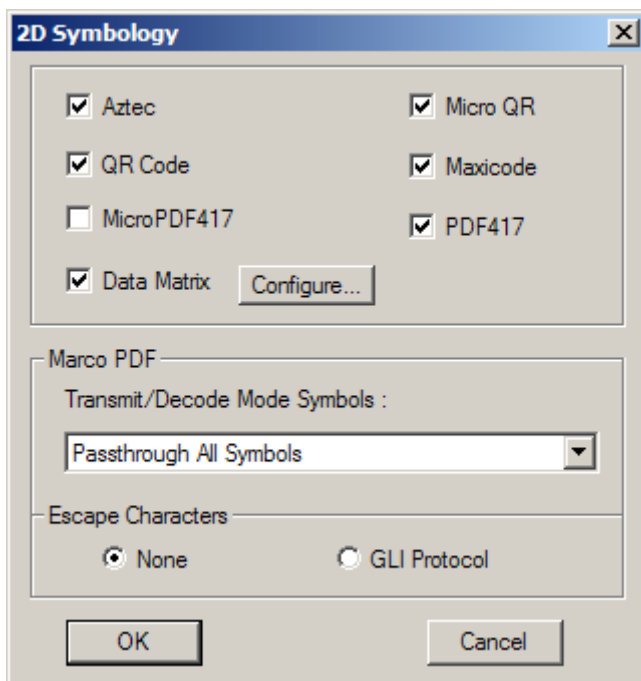 2D Symbology
Aztec
Micro QR
QR Code
Maxicode
MicroPDF417
PDF417
Data Matrix
Configure...
Marco PDF
Transmit/Decode Mode Symbols :
Passthrough All Symbols
Escape Characters
None
GLI Protocol
OK
Cancel